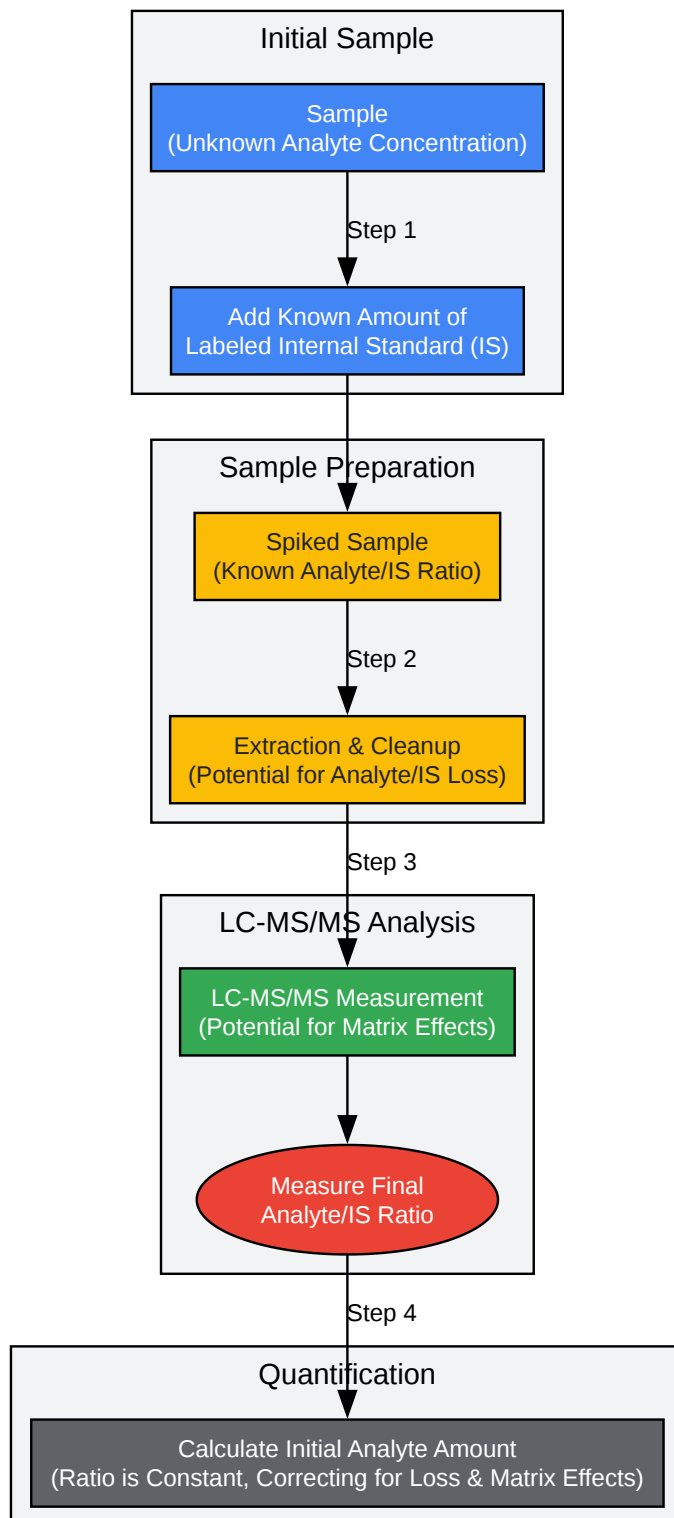 Initial Sample
Sample
(Unknown Analyte Concentration)
Step 1
Add Known Amount of
Labeled Internal Standard (IS)
Sample Preparation
Spiked Sample
(Known Analyte/IS Ratio)
Step 2
Extraction & Cleanup
(Potential for Analyte/IS Loss)
Step 3
LC-MS/MS Analysis
LC-MS/MS Measurement
(Potential for Matrix Effects)
Measure Final
Analyte/IS Ratio
Step 4
Quantification
Calculate Initial Analyte Amount
(Ratio is Constant, Correcting for Loss & Matrix Effects)